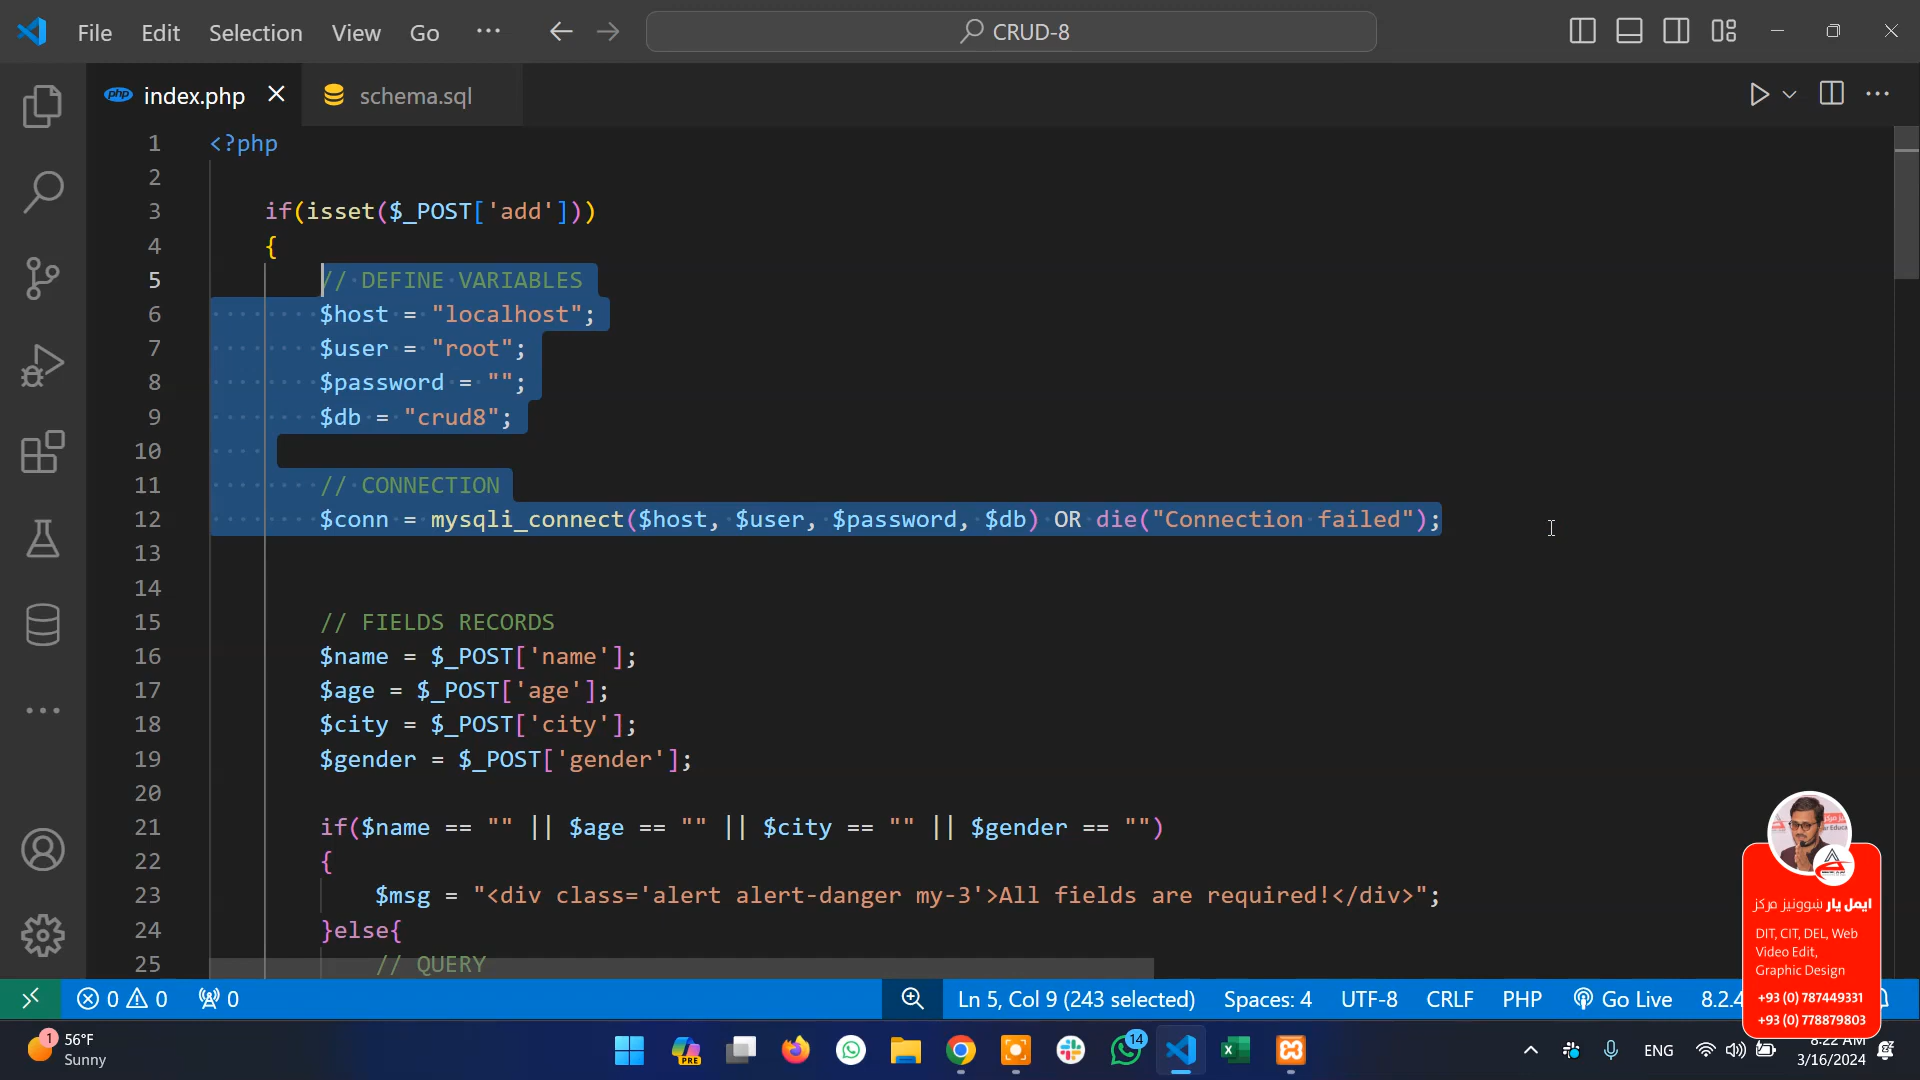 File Edit Selection View Go ··· CRUD-8
index.php schema.sql
1 <?php
2
3 if(isset($_POST['add']))
4 {
5 // DEFINE VARIABLES
6 $host = "localhost";
7 $user = "root";
8 $password = "";
9 $db = "crud8";
10
11 // CONNECTION
12 $conn = mysqli_connect($host, $user, $password, $db) OR die("Connection failed");
13
14
15 // FIELDS RECORDS
16 $name = $_POST['name'];
17 $age = $_POST['age'];
18 $city = $_POST['city'];
19 $gender = $_POST['gender'];
20
21 if($name == "" || $age == "" || $city == "" || $gender == "")
22 {
23 $msg = "<div class='alert alert-danger my-3'>All fields are required!</div>";
24 }else{
25 // QUERY
ایمل یار ښوونیز مرکز
DIT, CIT, DEL, Web
Video Edit,
Graphic Design
+93 (0) 787449331
+93 (0) 778879803
0 0 0 Ln 5, Col 9 (243 selected) Spaces: 4 UTF-8 CRLF PHP Go Live
1 56°F
Sunny
PRE
14
ENG
3/16/2024